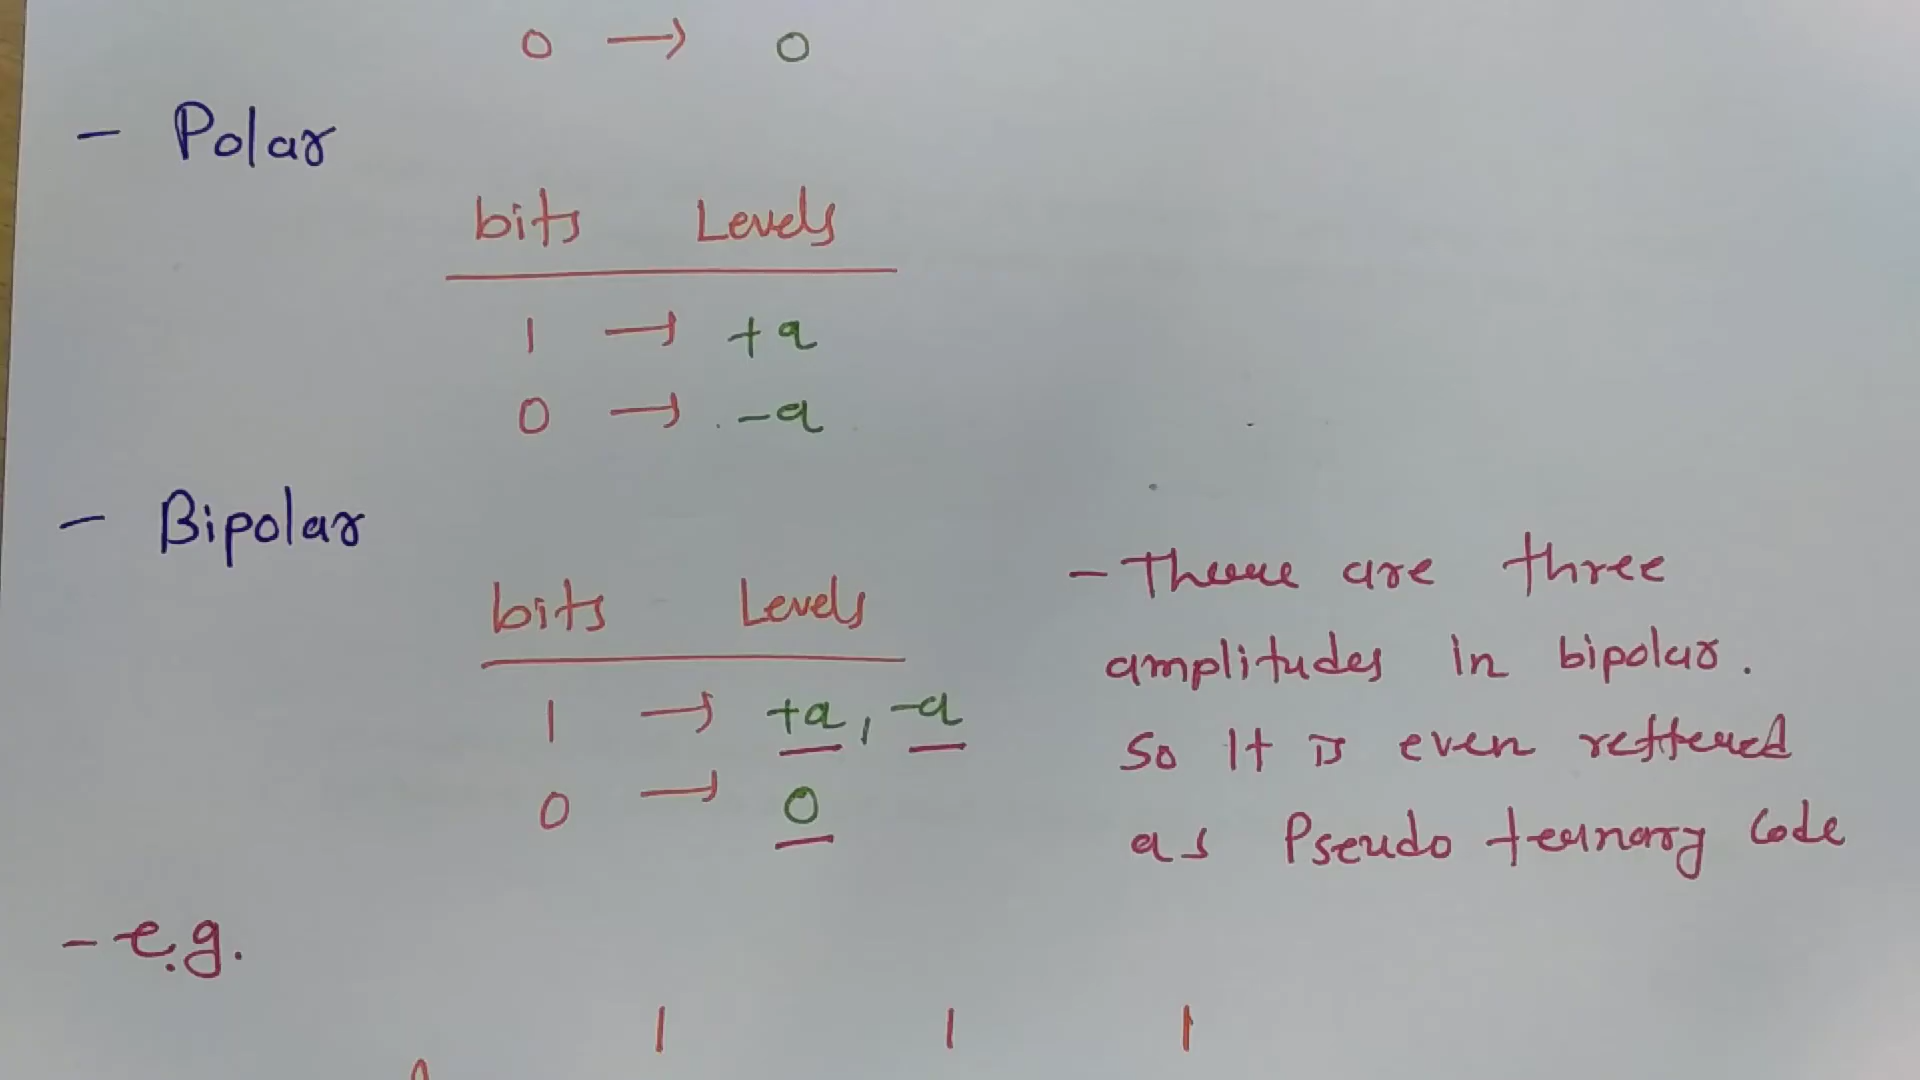 0 → 0
- Polar
bits Levels
1 → +a
0 → -a
- Bipolar
bits Levels
1 → +a, -a
0 → 0
- There are three
amplitudes in bipolar.
So It is even reffered
as Pseudo ternary Code
- e.g.
1 1 1